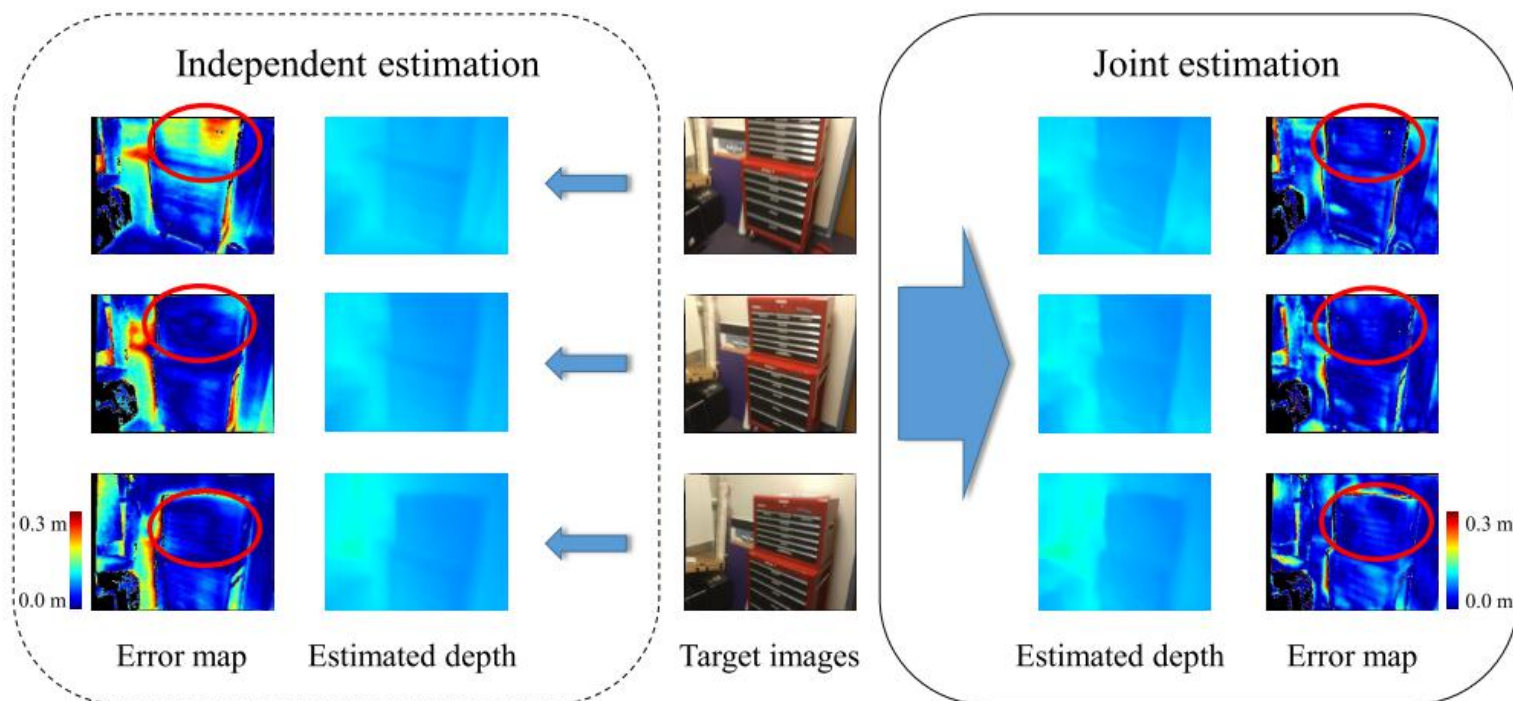 Independent estimation
Joint estimation
0.3 m
0.0 m
0.3 m
0.0 m
Error map
Estimated depth
Target images
Estimated depth
Error map